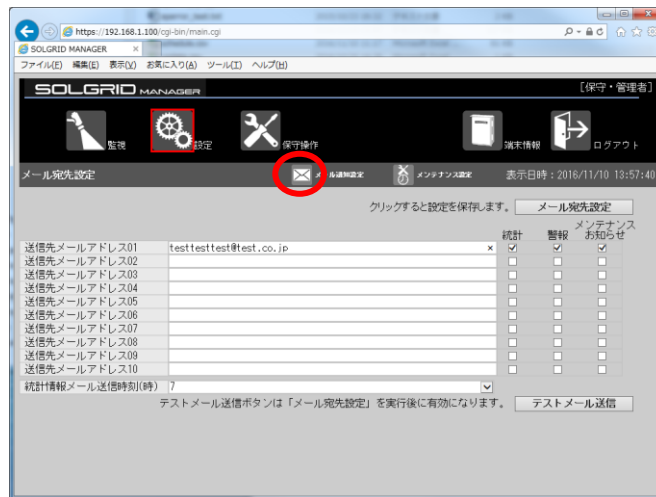 https://192.168.1.100/cgi-bin/main.cgi
SOLGRID MANAGER ×
ファイル(F) 編集(E) 表示(V) お気に入り(A) ツール(T) ヘルプ(H)
SOLGRID MANAGER [保守・管理者]
監視 設定 保守操作 端末情報 ログアウト
メール宛先設定 メール通知設定 メンテナンス設定 表示日時:2016/11/10 13:57:40
クリックすると設定を保存します。 メール宛先設定
統計 警報 メンテナンスお知らせ
送信先メールアドレス01 testtesttest@test.co.jp ×
送信先メールアドレス02
送信先メールアドレス03
送信先メールアドレス04
送信先メールアドレス05
送信先メールアドレス06
送信先メールアドレス07
送信先メールアドレス08
送信先メールアドレス09
送信先メールアドレス10
統計情報メール送信時刻(時) 7
テストメール送信ボタンは「メール宛先設定」を実行後に有効になります。 テストメール送信